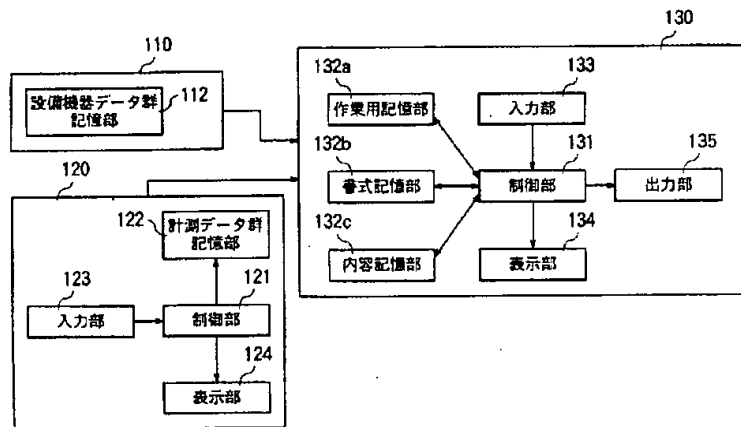 110
設備機器データ群
記憶部
112
120
122
計測データ群
記憶部
123
入力部
121
制御部
124
表示部
130
132a
作業用記憶部
133
入力部
132b
書式記憶部
131
制御部
135
出力部
132c
内容記憶部
134
表示部